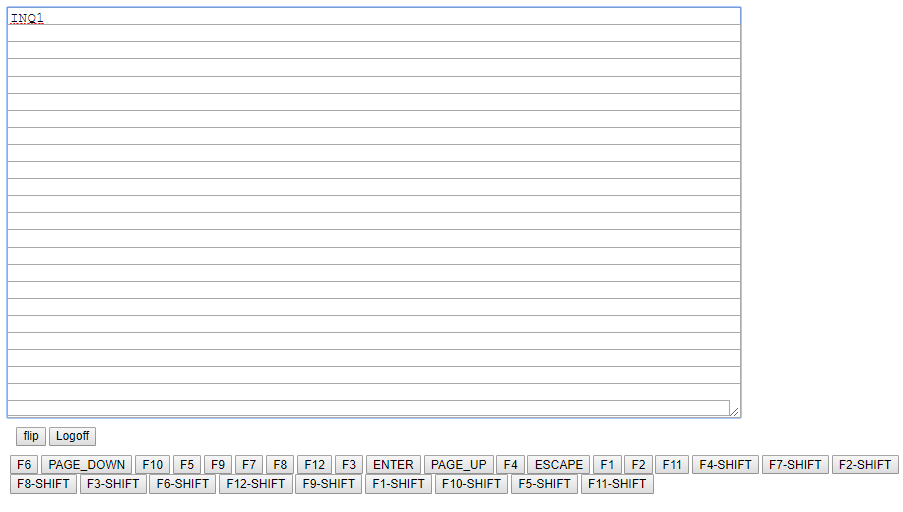 INQ1
flip Logoff
F6 PAGE_DOWN F10 F5 F9 F7 F8 F12 F3 ENTER PAGE_UP F4 ESCAPE F1 F2 F11 F4-SHIFT F7-SHIFT F2-SHIFT
F8-SHIFT F3-SHIFT F6-SHIFT F12-SHIFT F9-SHIFT F1-SHIFT F10-SHIFT F5-SHIFT F11-SHIFT